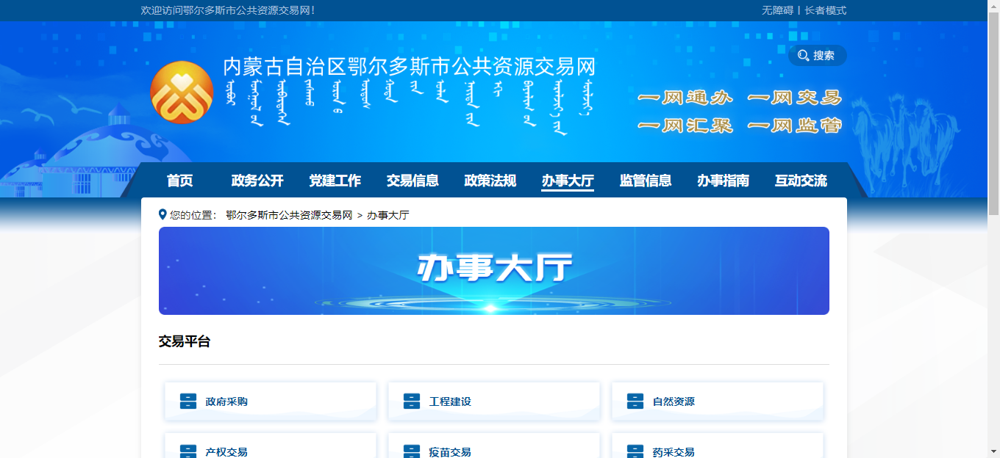 欢迎访问鄂尔多斯市公共资源交易网！
无障碍 | 长者模式
搜索
内蒙古自治区鄂尔多斯市公共资源交易网
一网通办 一网交易
一网汇聚 一网监管
首页 政务公开 党建工作 交易信息 政策法规 办事大厅 监管信息 办事指南 互动交流
您的位置： 鄂尔多斯市公共资源交易网 > 办事大厅
办事大厅
交易平台
政府采购 工程建设 自然资源
产权交易 疫苗交易 药采交易